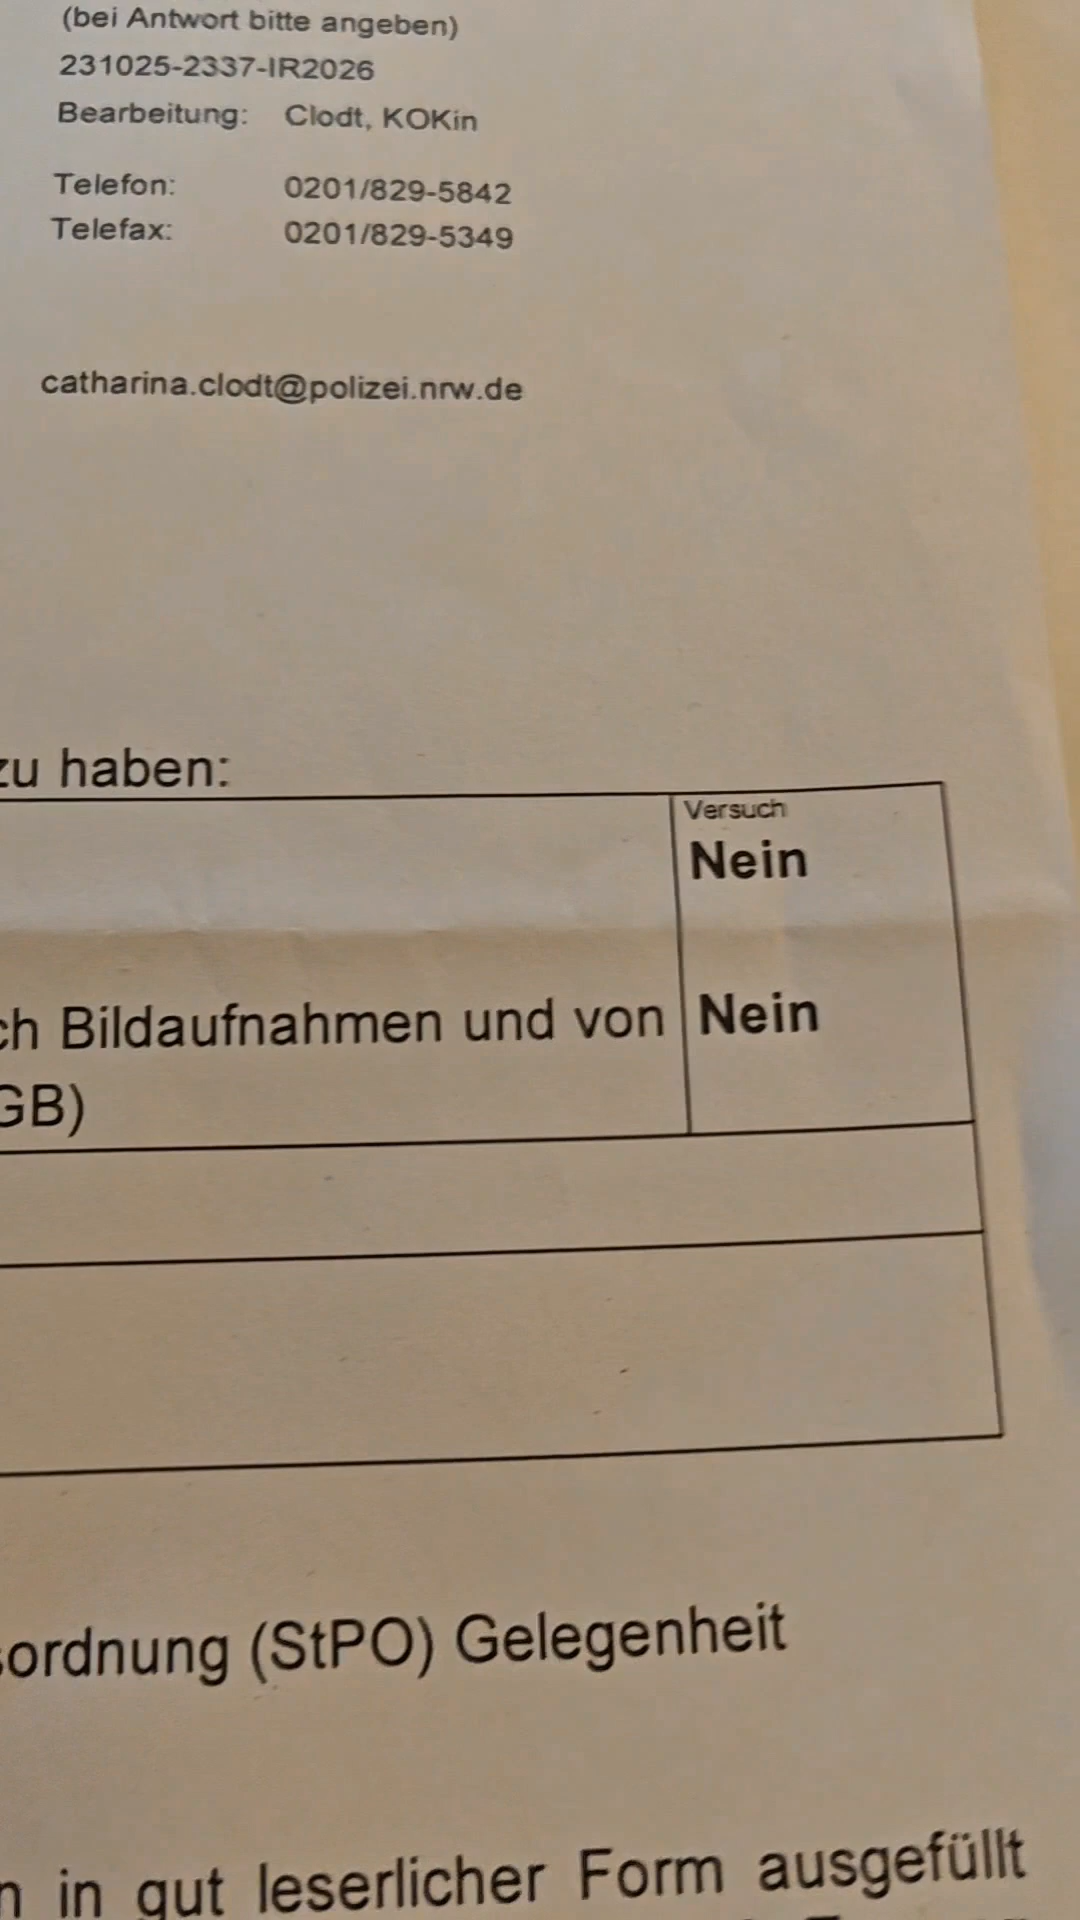 (bei Antwort bitte angeben)
231025-2337-IR2026
Bearbeitung: Clodt, KOKin
Telefon: 0201/829-5842
Telefax: 0201/829-5349
catharina.clodt@polizei.nrw.de
zu haben:
Versuch
Nein
ch Bildaufnahmen und von Nein
GB)
sordnung (StPO) Gelegenheit
n in gut leserlicher Form ausgefüllt